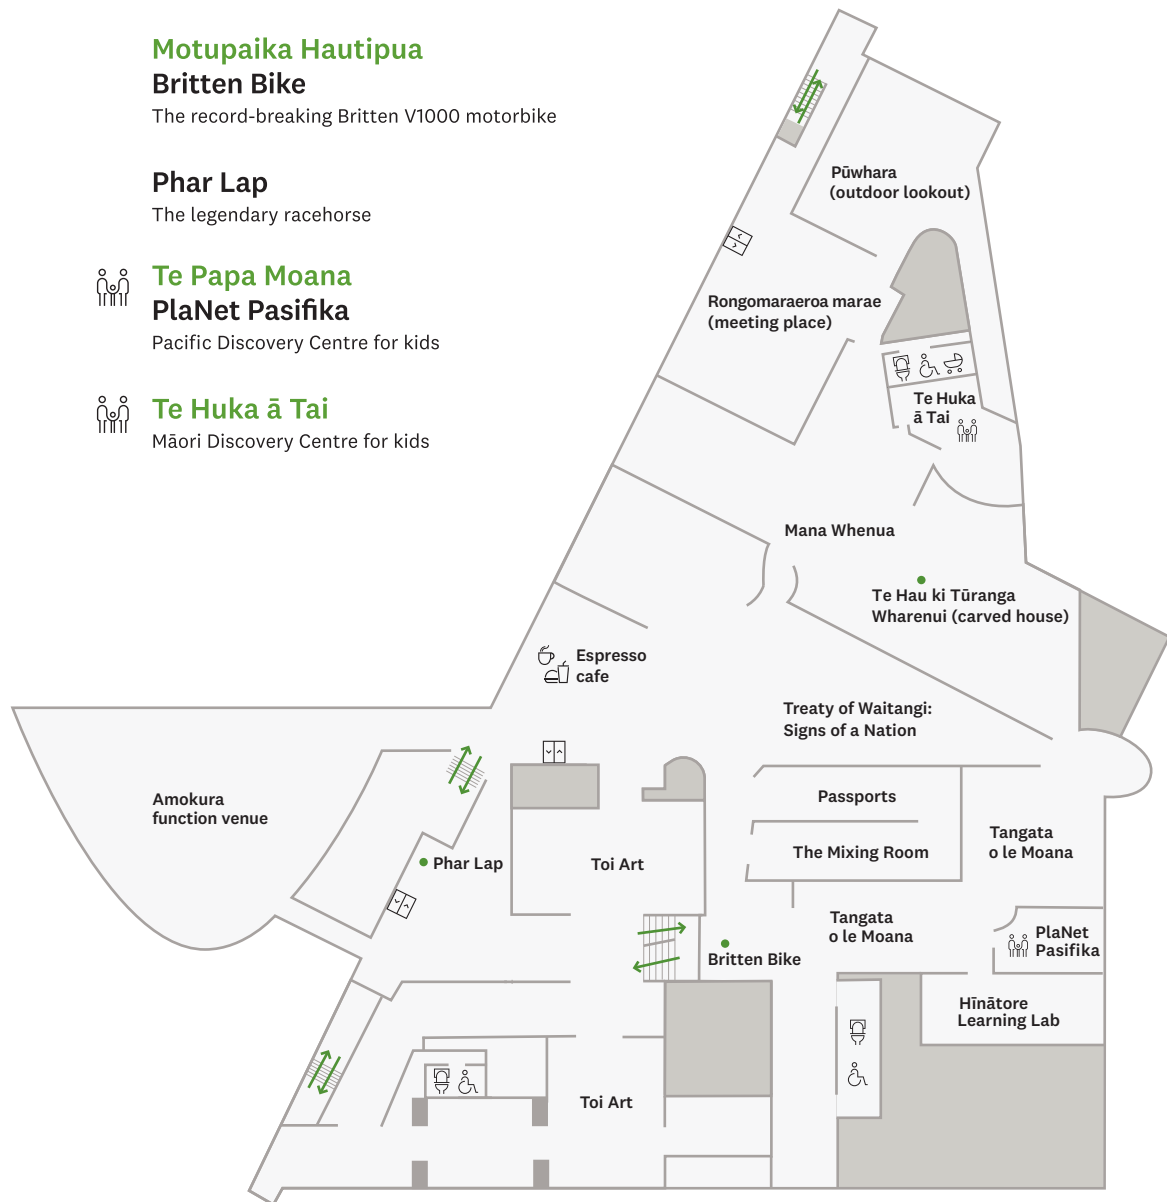 Motupaika Hautipua
Britten Bike
The record-breaking Britten V1000 motorbike
Phar Lap
The legendary racehorse
Te Papa Moana
PlaNet Pasifika
Pacific Discovery Centre for kids
Te Huka ā Tai
Māori Discovery Centre for kids
Pūwhara
(outdoor lookout)
Rongomaraeroa marae
(meeting place)
Te Huka
ā Tai
Mana Whenua
Te Hau ki Tūranga
Wharenui (carved house)
Espresso
cafe
Treaty of Waitangi:
Signs of a Nation
Amokura
function venue
Passports
The Mixing Room
Tangata
o le Moana
Phar Lap
Toi Art
Tangata
o le Moana
Britten Bike
PlaNet
Pasifika
Hīnātore
Learning Lab
Toi Art